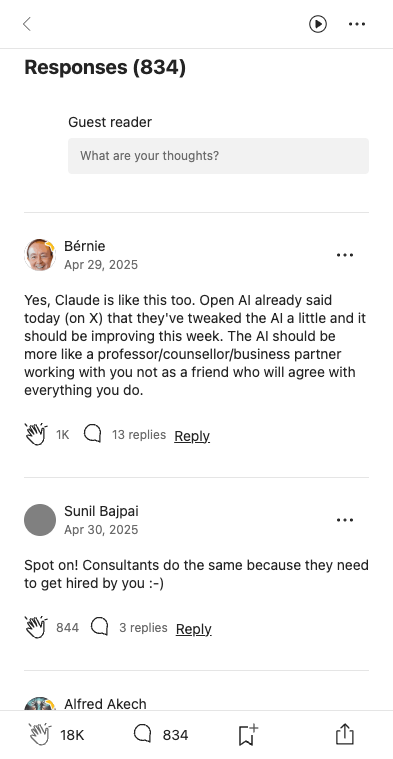 Responses (834)
Guest reader
What are your thoughts?
Bérnie
Apr 29, 2025
Yes, Claude is like this too. Open AI already said
today (on X) that they've tweaked the AI a little and it
should be improving this week. The AI should be
more like a professor/counsellor/business partner
working with you not as a friend who will agree with
everything you do.
1K 13 replies Reply
Sunil Bajpai
Apr 30, 2025
Spot on! Consultants do the same because they need
to get hired by you :-)
844 3 replies Reply
Alfred Akech
18K 834